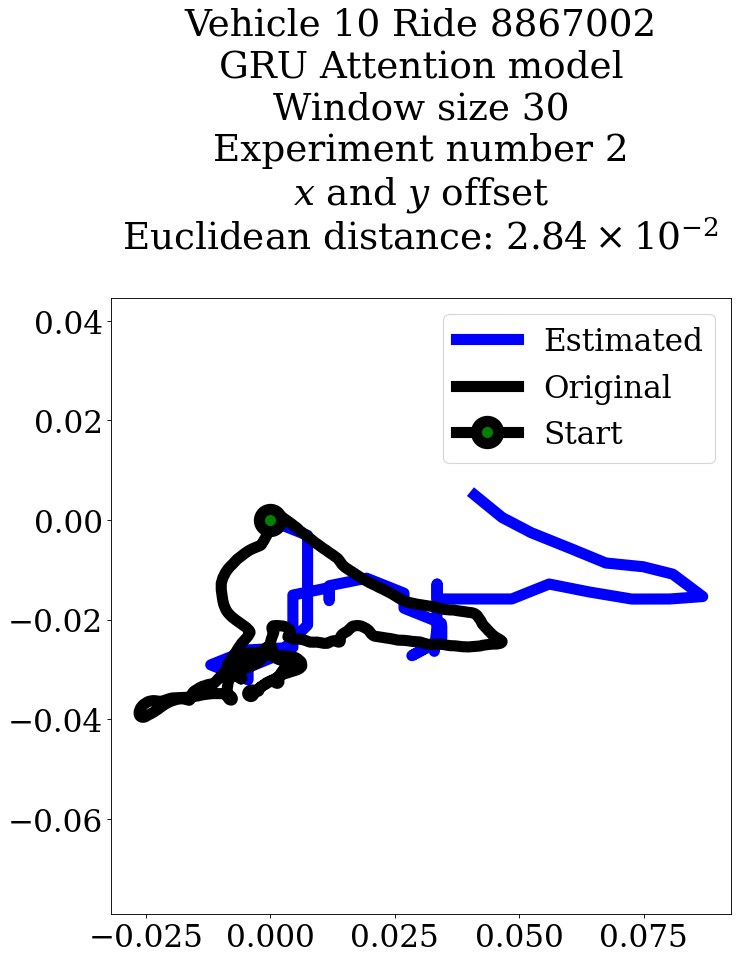 Vehicle 10 Ride 8867002
GRU Attention model
Window size 30
Experiment number 2
x and y offset
Euclidean distance: 2.84 × 10⁻²
Estimated
Original
Start
0.04
0.02
0.00
−0.02
−0.04
−0.06
−0.025 0.000 0.025 0.050 0.075